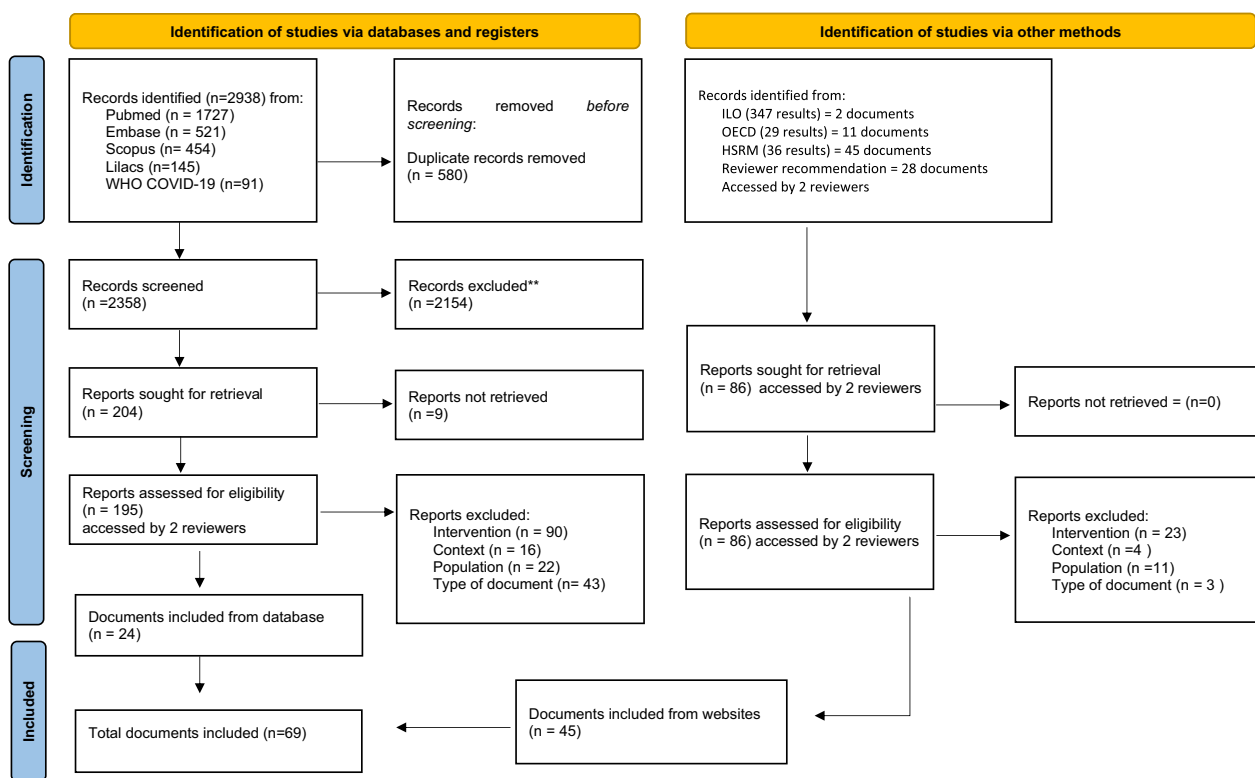 Identification of studies via databases and registers
Identification of studies via other methods
Identification
Records identified (n=2938) from:
Pubmed (n = 1727)
Embase (n = 521)
Scopus (n = 454)
Lilacs (n=145)
WHO COVID-19 (n=91)
Records removed before
screening:
Duplicate records removed
(n = 580)
Records identified from:
ILO (347 results) = 2 documents
OECD (29 results) = 11 documents
HSRM (36 results) = 45 documents
Reviewer recommendation = 28 documents
Accessed by 2 reviewers
Screening
Records screened
(n =2358)
Records excluded**
(n =2154)
Reports sought for retrieval
(n = 204)
Reports not retrieved
(n =9)
Reports sought for retrieval
(n = 86) accessed by 2 reviewers
Reports not retrieved = (n=0)
Reports assessed for eligibility
(n = 195)
accessed by 2 reviewers
Reports excluded:
Intervention (n = 90)
Context (n = 16)
Population (n = 22)
Type of document (n= 43)
Reports assessed for eligibility
(n = 86) accessed by 2 reviewers
Reports excluded:
Intervention (n = 23)
Context (n =4 )
Population (n =11)
Type of document (n = 3 )
Documents included from database
(n = 24)
Included
Total documents included (n=69)
Documents included from websites
(n = 45)